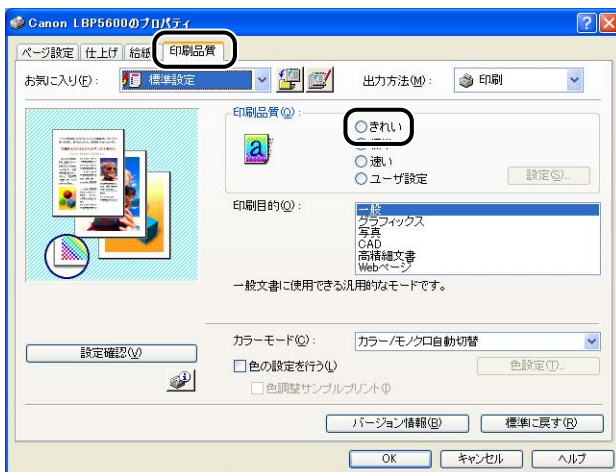 Canon LBP5600のプロパティ
ページ設定 仕上げ 給紙 印刷品質
お気に入り(F): 標準設定 出力方法(M): 印刷
印刷品質(Q):
きれい
速い
ユーザ設定 設定(S)...
印刷目的(O):
一般
グラフィックス
写真
CAD
高精細文書
Webページ
一般文書に使用できる汎用的なモードです。
カラーモード(C): カラー/モノクロ自動切替
設定確認(V)
色の設定を行う(L) 色設定(T)...
色調整サンプルプリント(I)
バージョン情報(B) 標準に戻す(R)
OK キャンセル ヘルプ